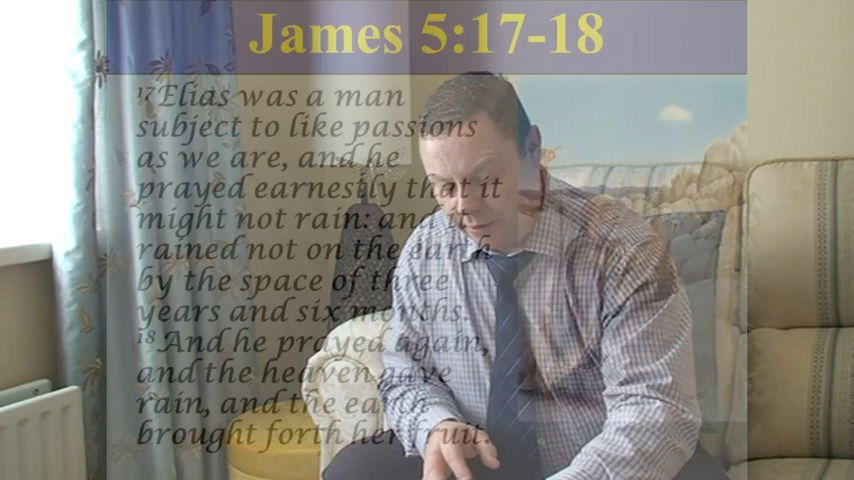 James 5:17-18
17Elias was a man
subject to like passions
as we are, and he
prayed earnestly that it
might not rain: and it
rained not on the earth
by the space of three
years and six months.
18And he prayed again,
and the heaven gave
rain, and the earth
brought forth her fruit.